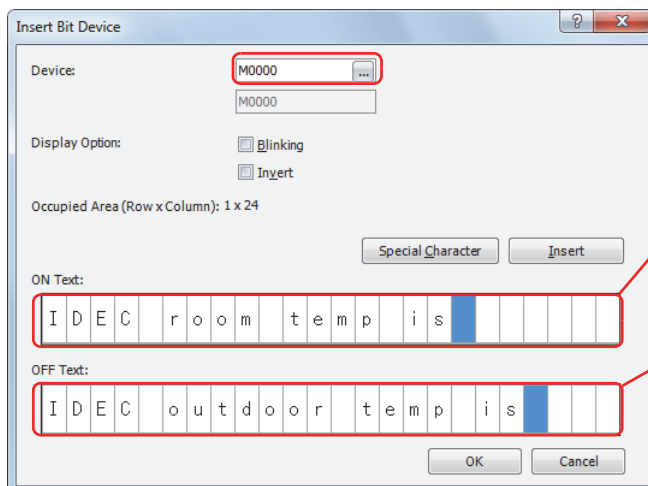 Insert Bit Device
? X
Device: M0000 ...
M0000
Display Option: Blinking
Invert
Occupied Area (Row x Column): 1 x 24
Special Character Insert
ON Text:
IDEC room temp is
OFF Text:
IDEC outdoor temp is
OK Cancel